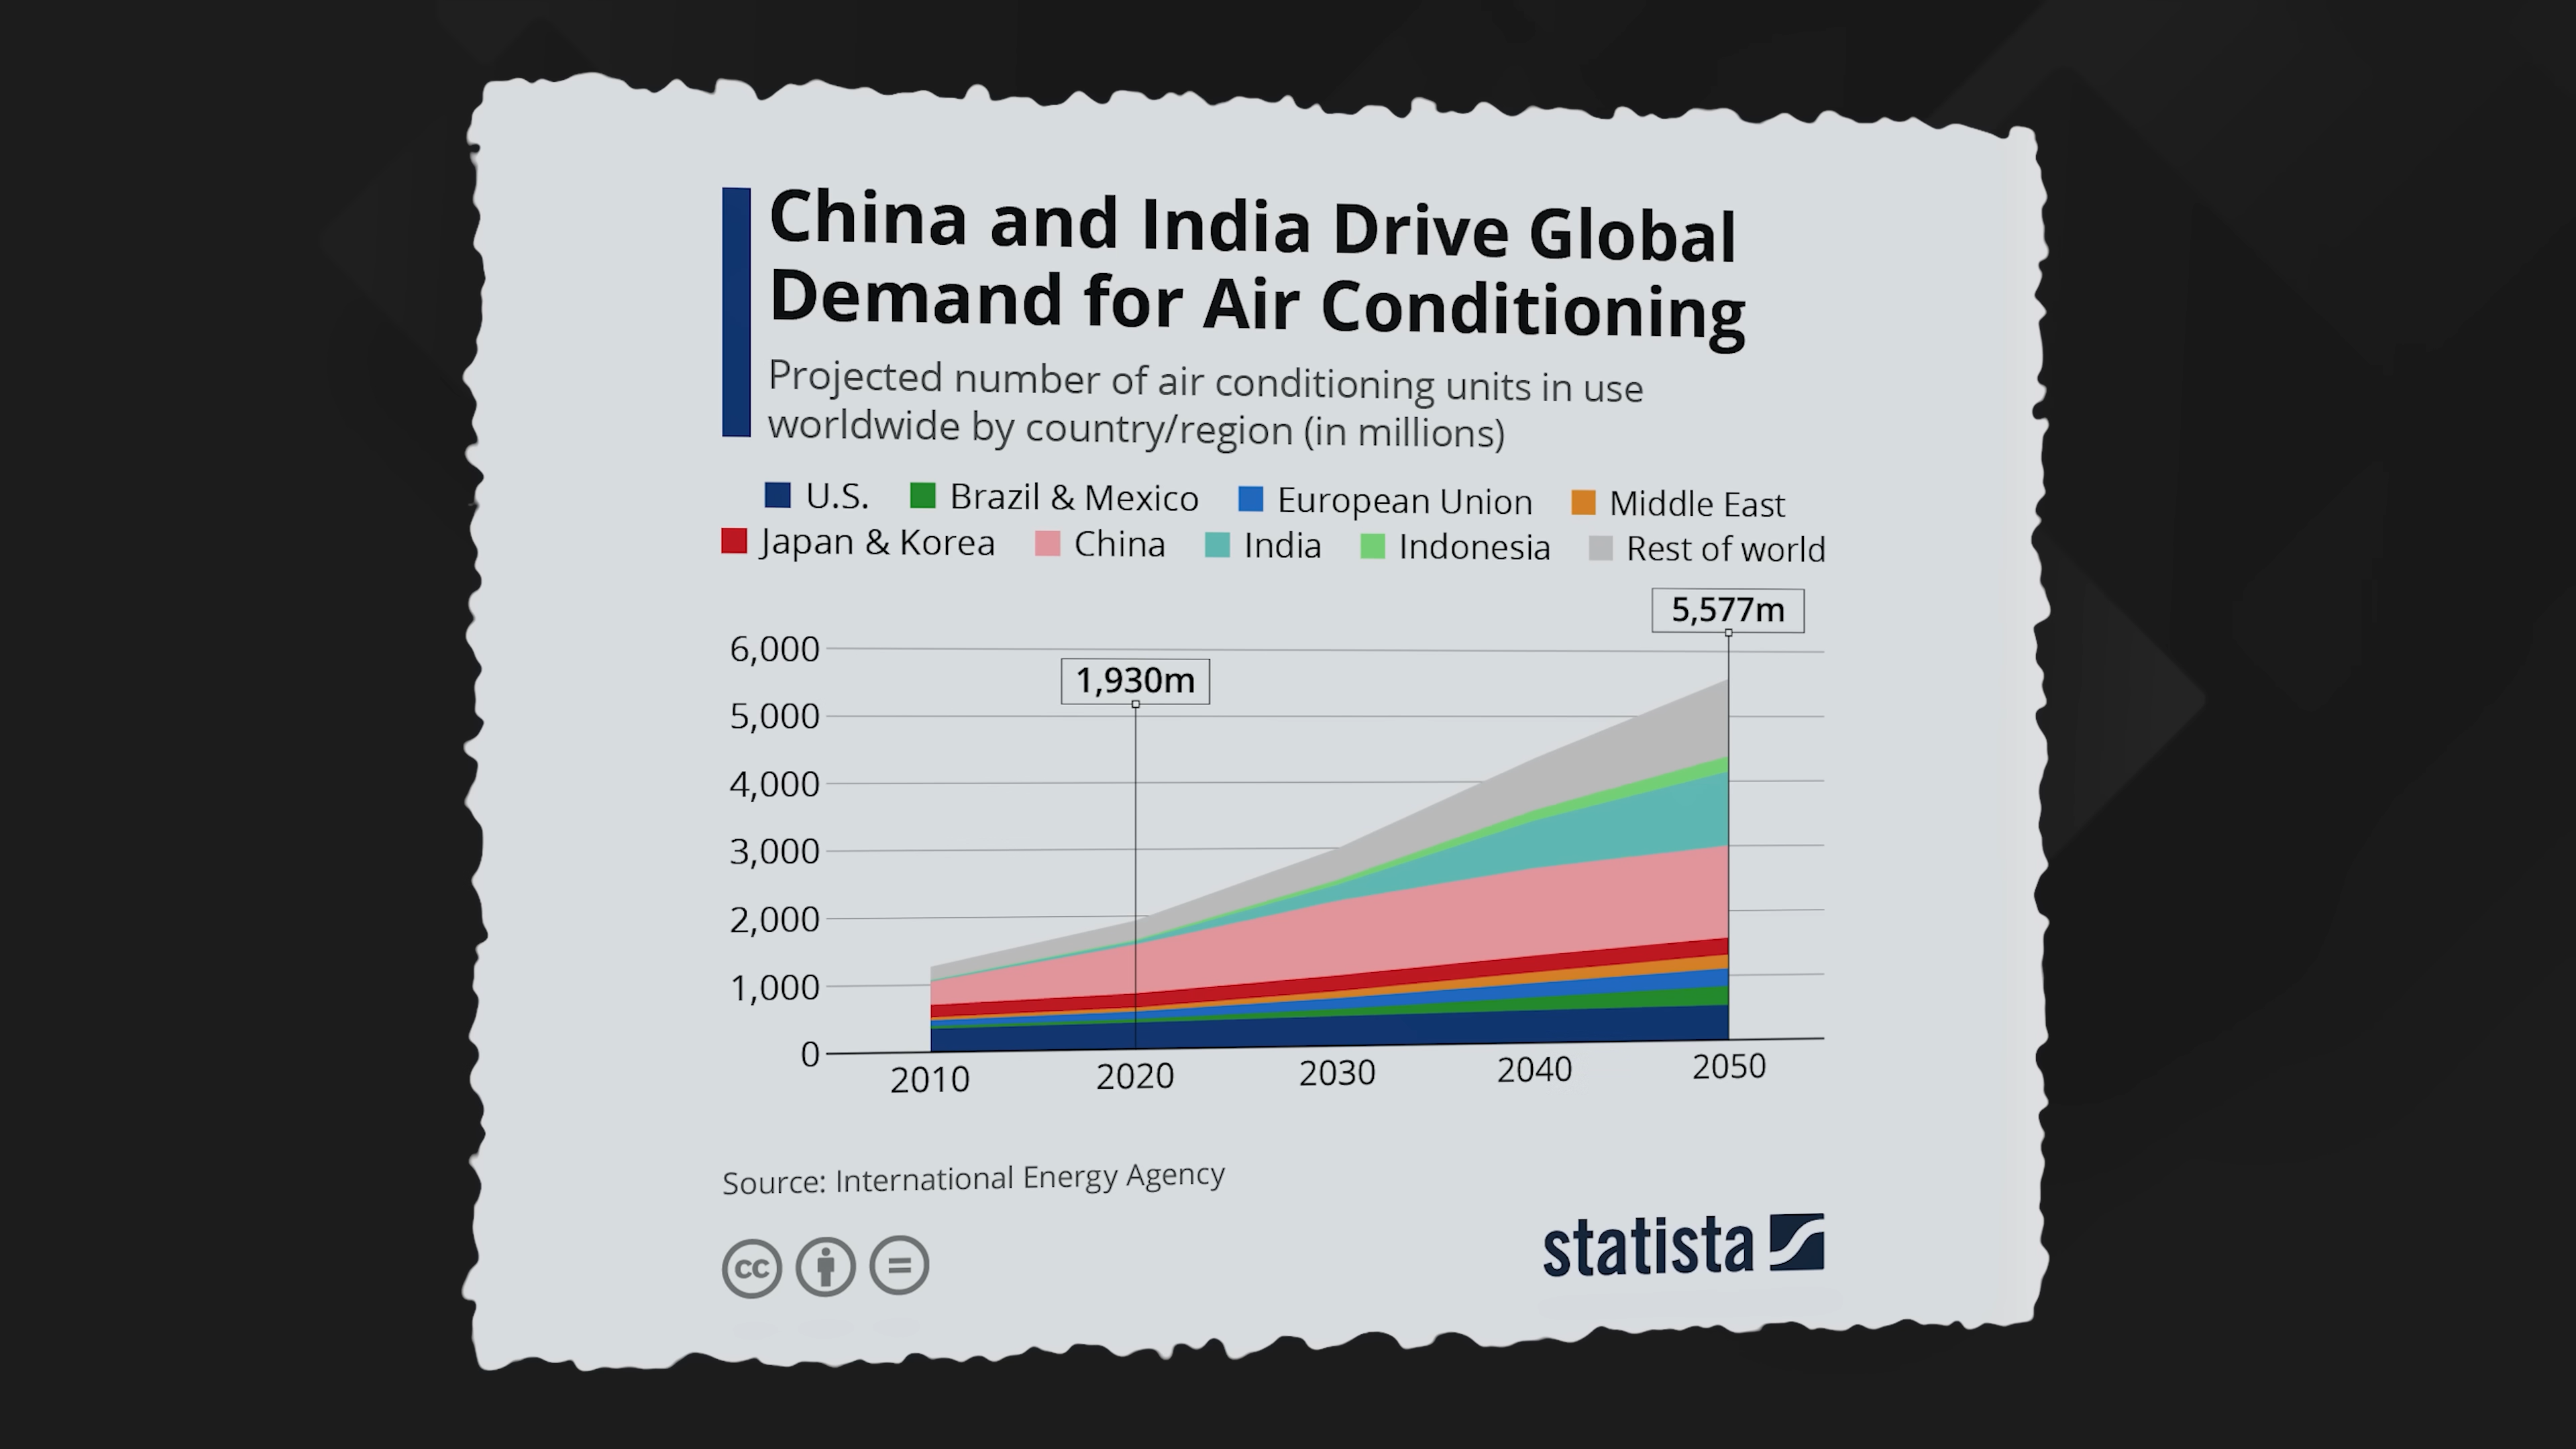 China and India Drive Global
Demand for Air Conditioning
Projected number of air conditioning units in use
worldwide by country/region (in millions)
U.S. Brazil & Mexico European Union Middle East
Japan & Korea China India Indonesia Rest of world
5,577m
6,000
1,930m
5,000
4,000
3,000
2,000
1,000
0
2010 2020 2030 2040 2050
Source: International Energy Agency
cc
statista